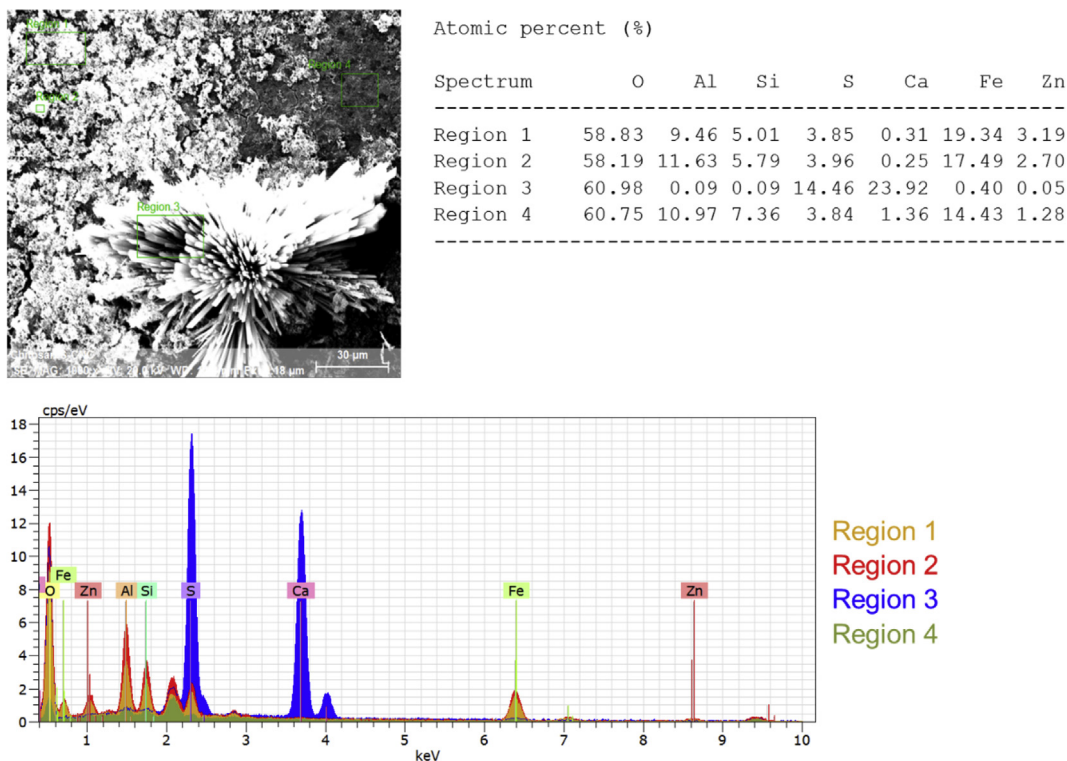 Region 1
Region 4
Region 3
30 µm
Atomic percent (%)
Spectrum O Al Si S Ca Fe Zn
Region 1 58.83 9.46 5.01 3.85 0.31 19.34 3.19
Region 2 58.19 11.63 5.79 3.96 0.25 17.49 2.70
Region 3 60.98 0.09 0.09 14.46 23.92 0.40 0.05
Region 4 60.75 10.97 7.36 3.84 1.36 14.43 1.28
cps/eV
18
16
14
12
10
8
6
4
2
0
O Fe Zn Al Si S Ca Fe Zn
1 2 3 4 5 6 7 8 9 10
keV
Region 1
Region 2
Region 3
Region 4